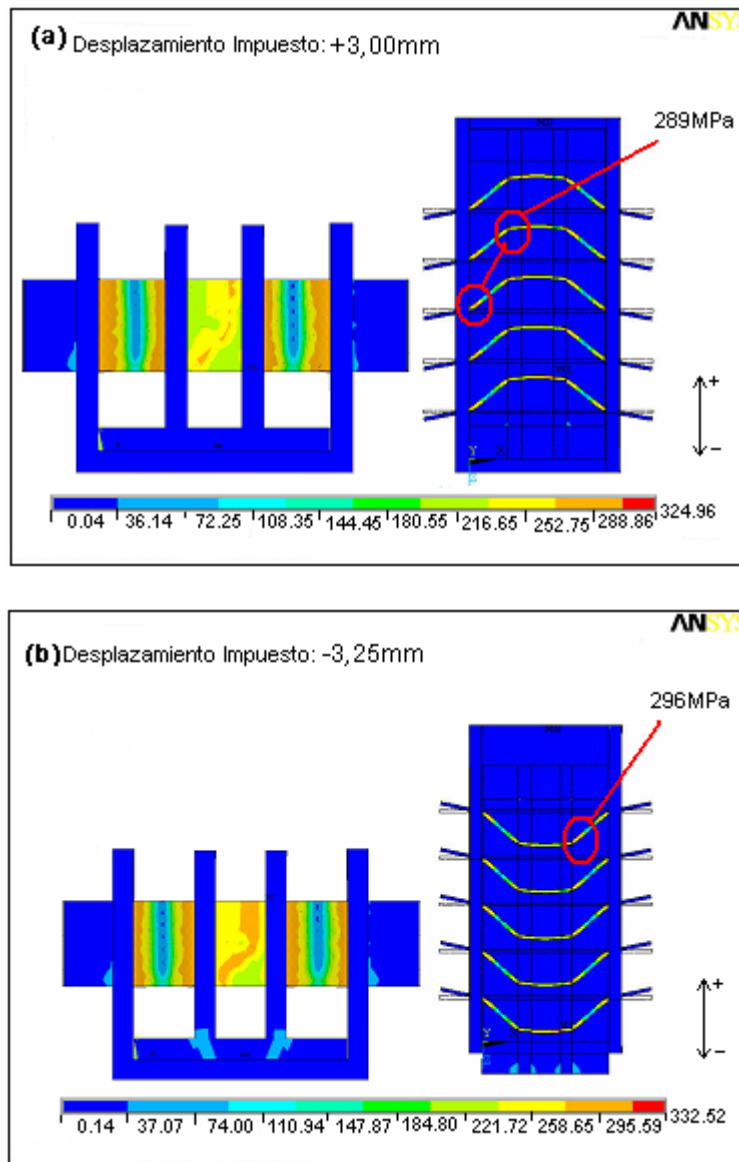 ANSYS
(a) Desplazamiento Impuesto: +3,00mm
289MPa
+
−
Y
X
0.04 36.14 72.25 108.35 144.45 180.55 216.65 252.75 288.86 324.96
ANSYS
(b) Desplazamiento Impuesto: -3,25mm
296MPa
+
−
Y
0.14 37.07 74.00 110.94 147.87 184.80 221.72 258.65 295.59 332.52